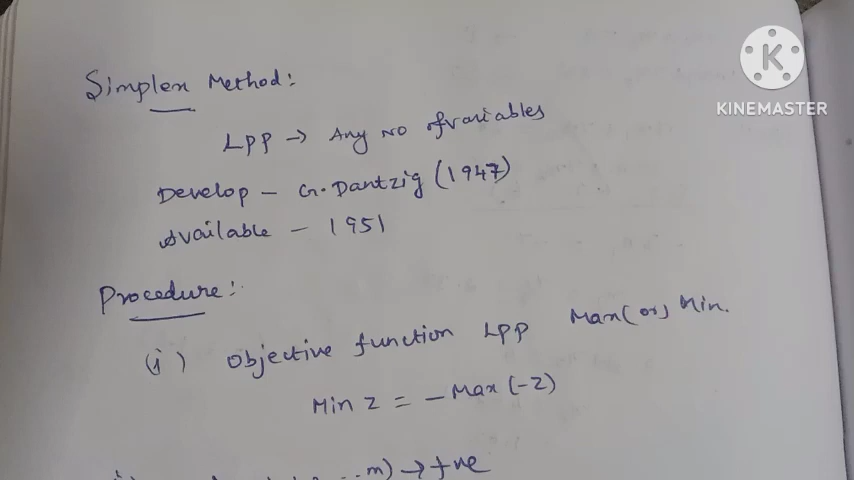 KINEMASTER
Simplex Method:
LPP → Any No of variables
Develop - G. Dantzig (1947)
Available - 1951
Procedure:
(i) Objective function LPP Max (or) Min.
Min Z = -Max (-Z)
m) → +ve